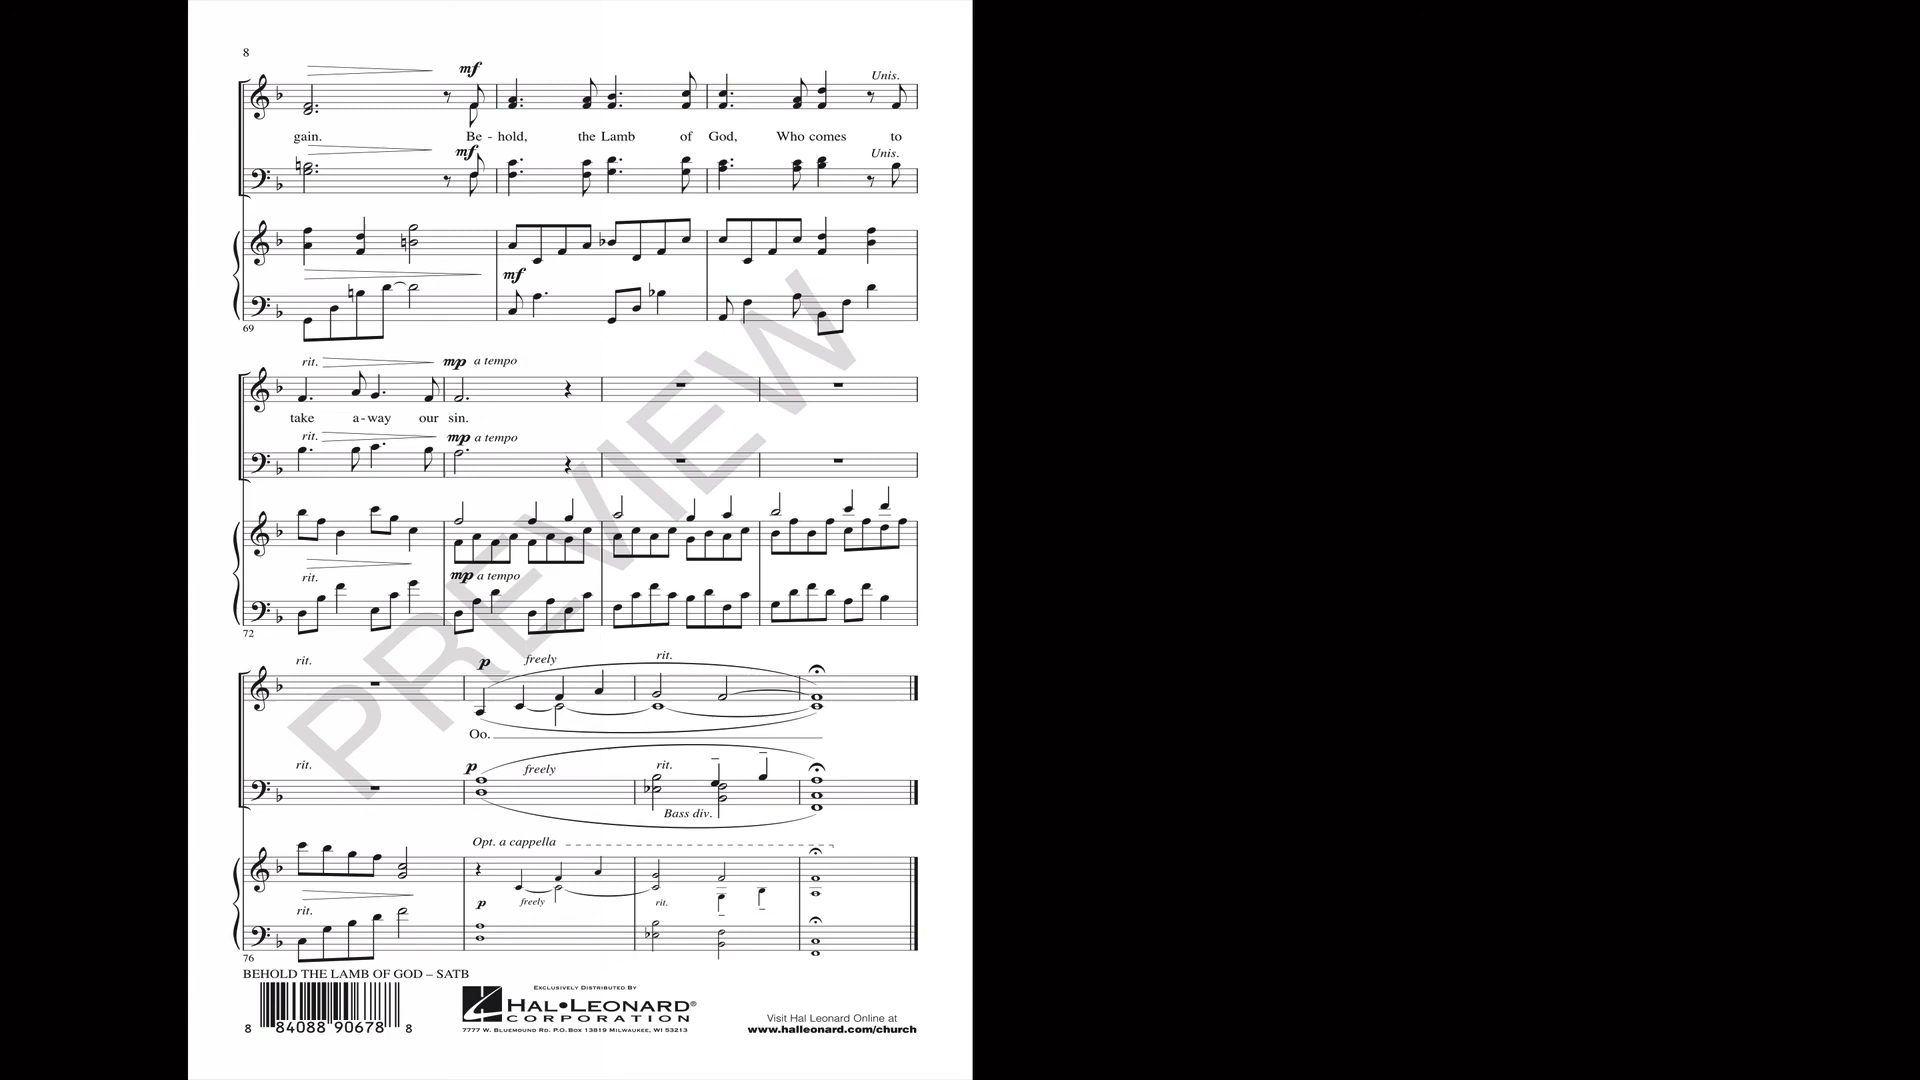 8
mf
Unis.
gain. Be - hold, the Lamb of God, Who comes to
mf
Unis.
mf
69
rit. mp a tempo
take a - way our sin.
rit. mp a tempo
rit. mp a tempo
72
rit. p freely rit.
Oo.
rit. p freely rit.
Bass div.
Opt. a cappella
p freely rit.
rit.
76
PREVIEW
BEHOLD THE LAMB OF GOD – SATB
8 84088 90678 8
EXCLUSIVELY DISTRIBUTED BY
HAL•LEONARD®
CORPORATION
7777 W. BLUEMOUND RD. P.O.BOX 13819 MILWAUKEE, WI 53213
Visit Hal Leonard Online at
www.halleonard.com/church